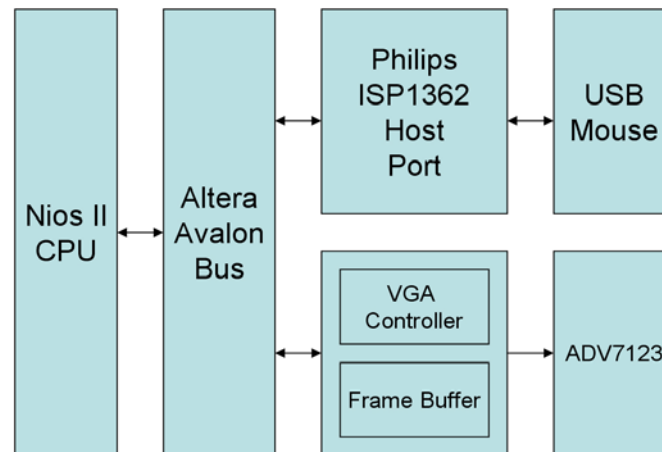 Nios II
CPU
Altera
Avalon
Bus
Philips
ISP1362
Host
Port
USB
Mouse
VGA
Controller
Frame Buffer
ADV7123